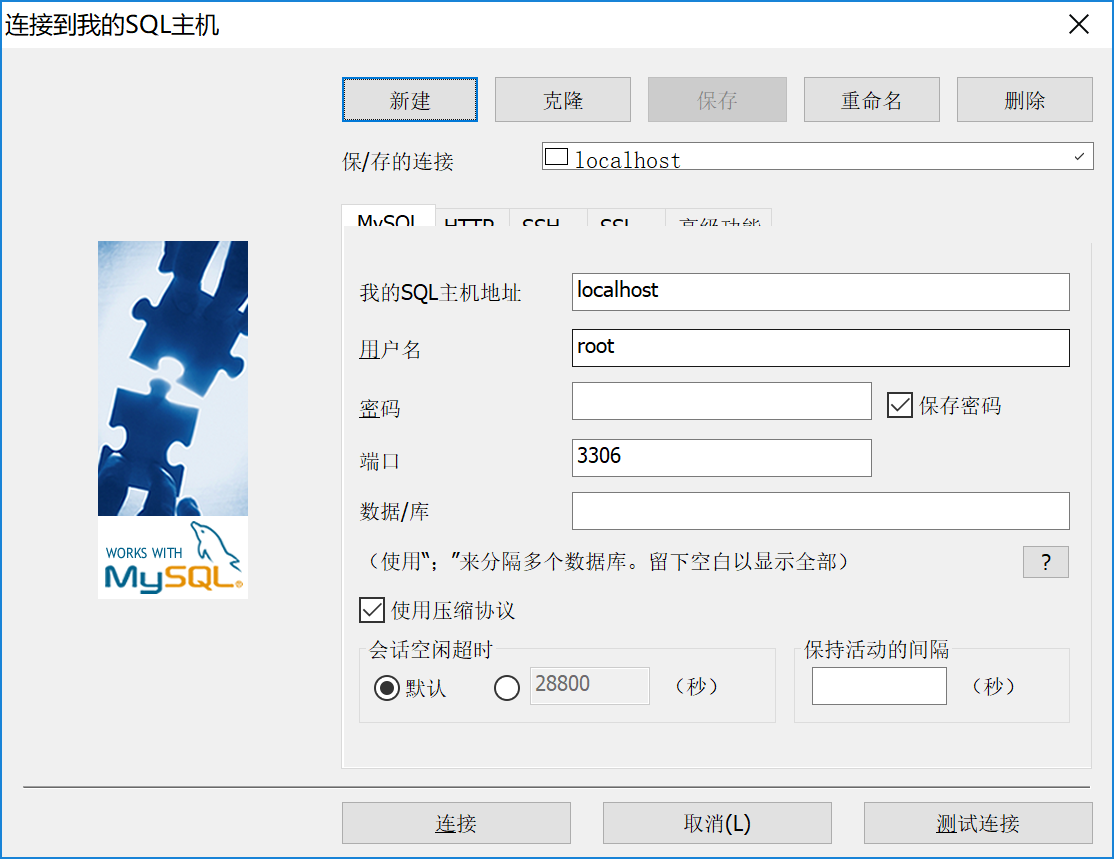 连接到我的SQL主机
新建 克隆 保存 重命名 删除
保/存的连接 localhost
MySQL HTTP SSH SSL 高级功能
我的SQL主机地址 localhost
用户名 root
密码 保存密码
端口 3306
数据/库
WORKS WITH
MySQL
（使用“；”来分隔多个数据库。留下空白以显示全部） ?
使用压缩协议
会话空闲超时 保持活动的间隔
默认 28800 （秒） （秒）
连接 取消(L) 测试连接